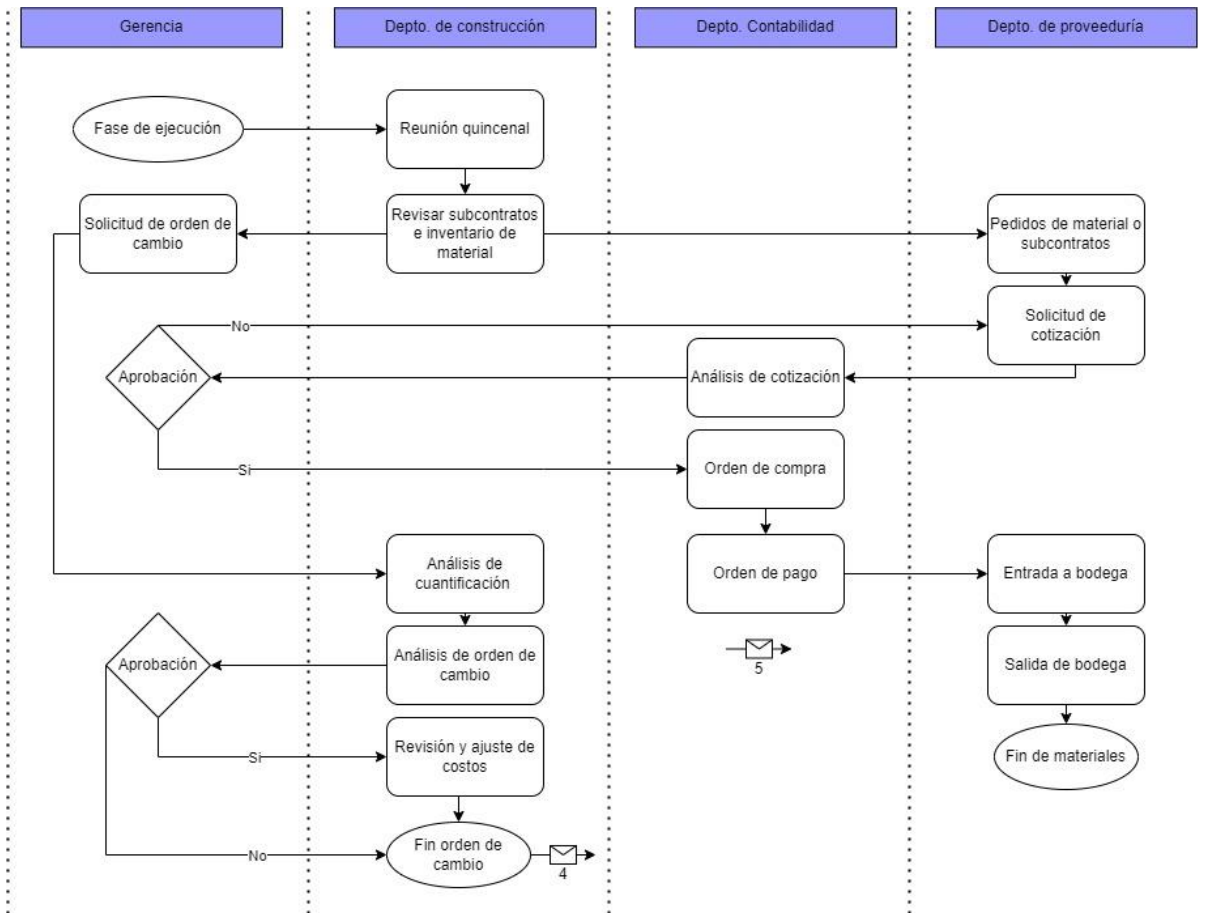 Gerencia
Depto. de construcción
Depto. Contabilidad
Depto. de proveeduría
Fase de ejecución
Reunión quincenal
Solicitud de orden de
cambio
Revisar subcontratos
e inventario de
material
Pedidos de material o
subcontratos
No
Solicitud de
cotización
Aprobación
Análisis de cotización
Si
Orden de compra
Análisis de
cuantificación
Orden de pago
Entrada a bodega
Aprobación
Análisis de orden de
cambio
5
Salida de bodega
Si
Revisión y ajuste de
costos
Fin de materiales
No
Fin orden de
cambio
4